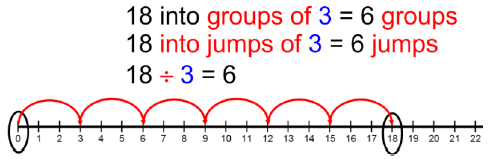 18 into groups of 3 = 6 groups
18 into jumps of 3 = 6 jumps
18 ÷ 3 = 6
0 1 2 3 4 5 6 7 8 9 10 11 12 13 14 15 16 17 18 19 20 21 22